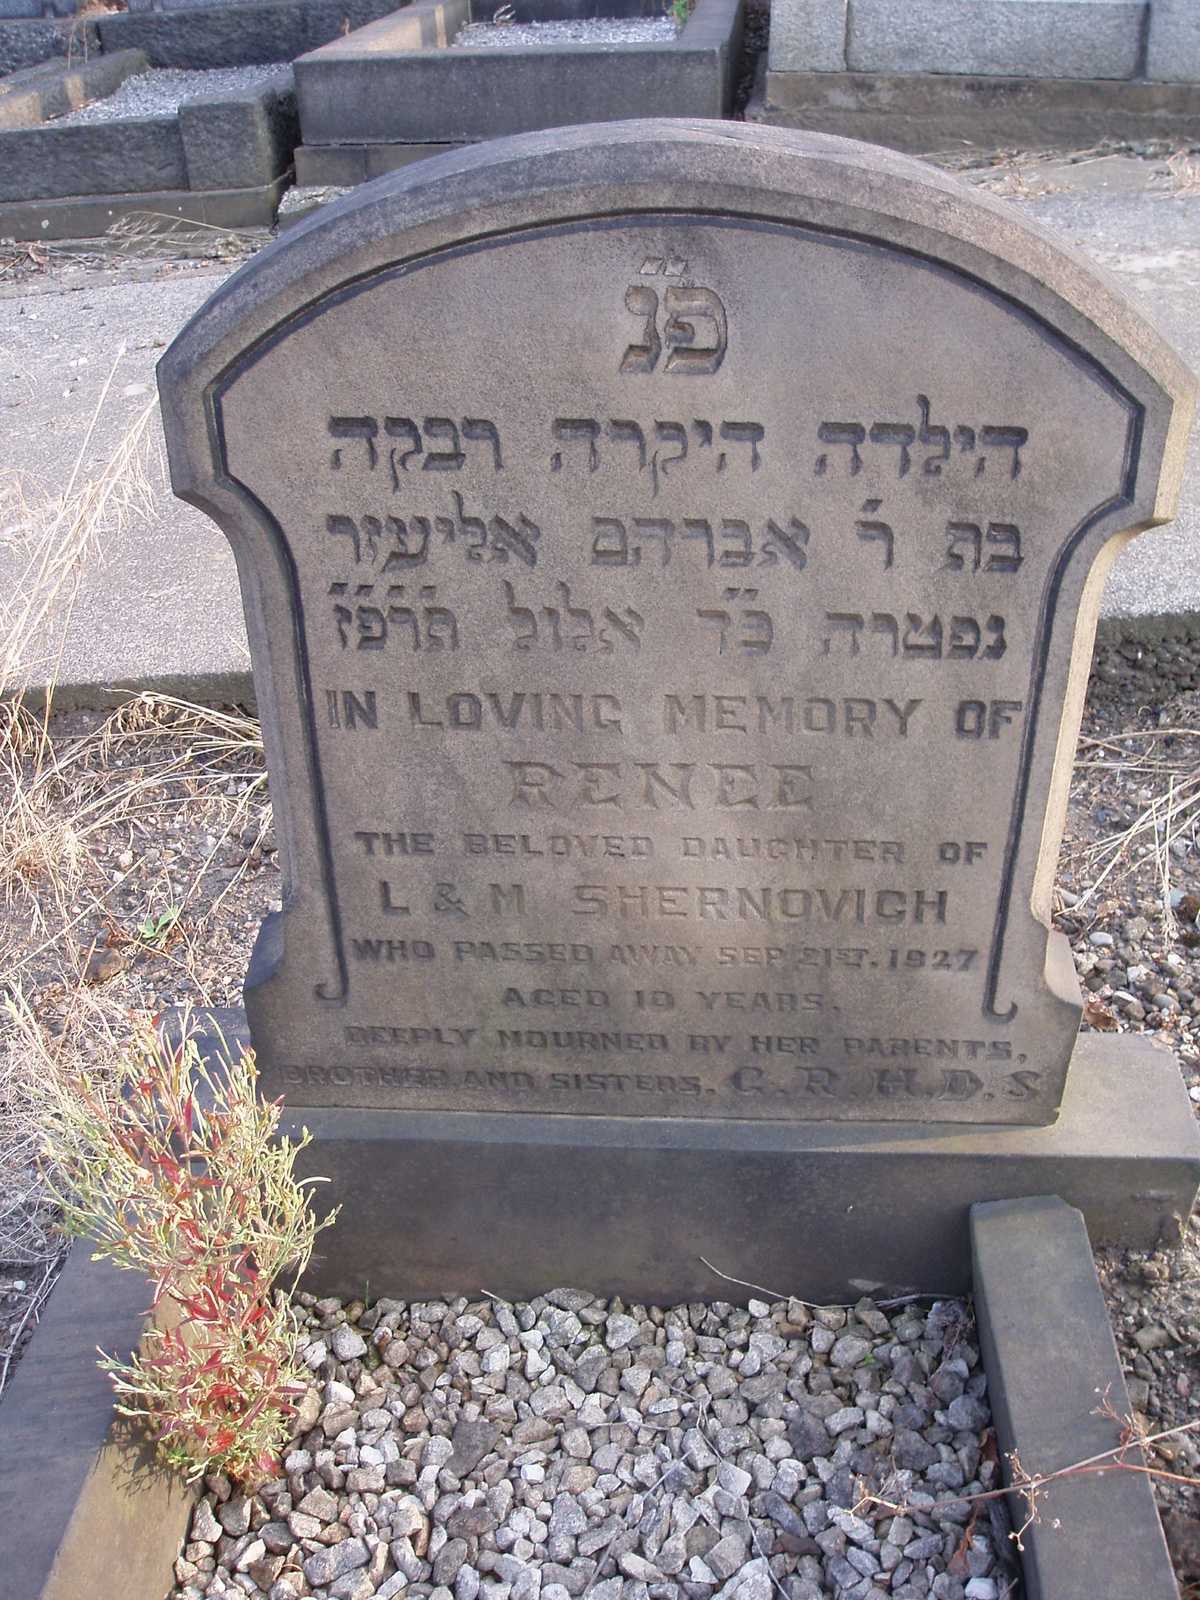 פ״נ
הילדה היקרה רבקה
בת ר׳ אברהם אליעזר
נפטרה כ״ד אלול תרפז
IN LOVING MEMORY OF
RENEE
THE BELOVED DAUGHTER OF
L & M SHERNOVICH
WHO PASSED AWAY SEP 21ST. 1927
AGED 10 YEARS.
DEEPLY MOURNED BY HER PARENTS,
BROTHER AND SISTERS. G. R. H. D. S